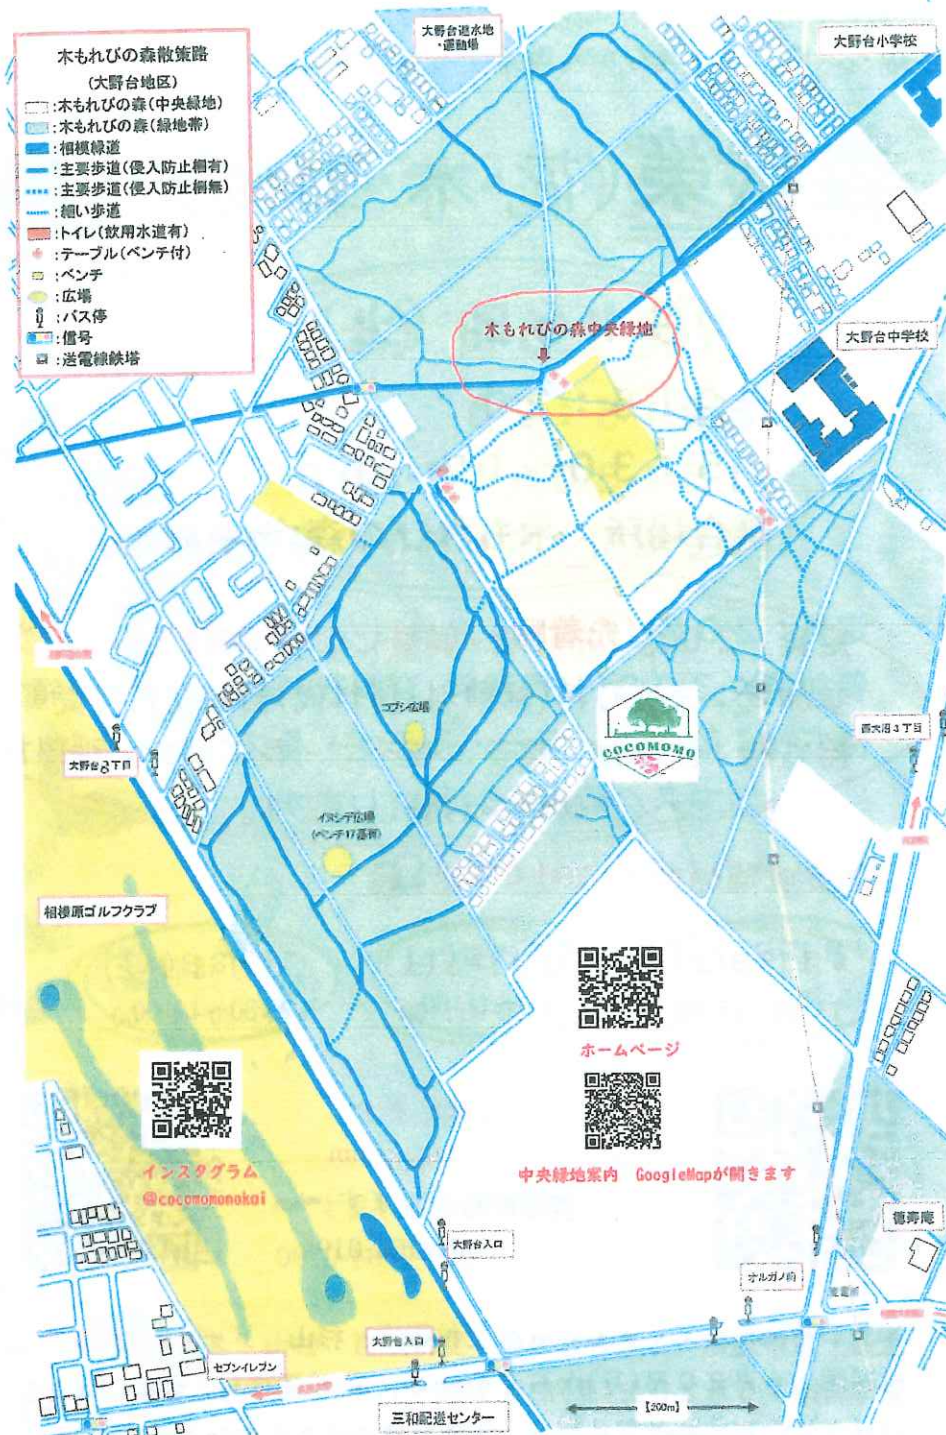 木もれびの森散策路
(大野台地区)
:木もれびの森(中央緑地)
:木もれびの森(緑地帯)
:相模緑道
:主要歩道(侵入防止柵有)
:主要歩道(侵入防止柵無)
:細い歩道
:トイレ(飲用水道有)
:テーブル(ベンチ付)
:ベンチ
:広場
:バス停
:信号
:送電線鉄塔
大野台遊水地
・運動場
大野台小学校
木もれびの森中央緑地
大野台中学校
コブシ広場
COCOMOMO
西大沼4丁目
大野台8丁目
イヌシデ広場
(ベンチ17基有)
相模原ゴルフクラブ
ホームページ
インスタグラム
@cocomomonokai
中央緑地案内 GoogleMapが開きます
徳寿庵
大野台入口
オルガノ前
大野台入口
セブンイレブン
三和配送センター
【200m】